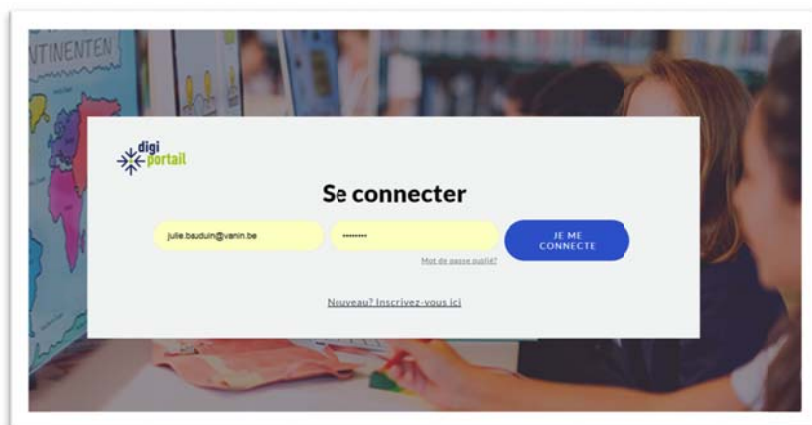 NTINENTEN
digi
portail
Se connecter
julie.bauduin@vanin.be
••••••••
JE ME
CONNECTE
Mot de passe oublié?
Nouveau? Inscrivez-vous ici